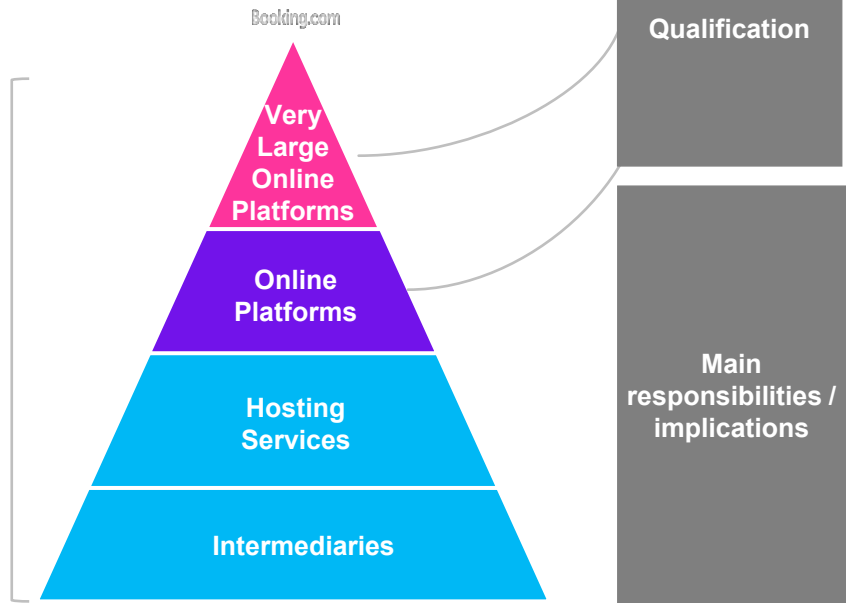 Booking.com
Qualification
Very
Large
Online
Platforms
Online
Platforms
Hosting
Services
Intermediaries
Main
responsibilities /
implications